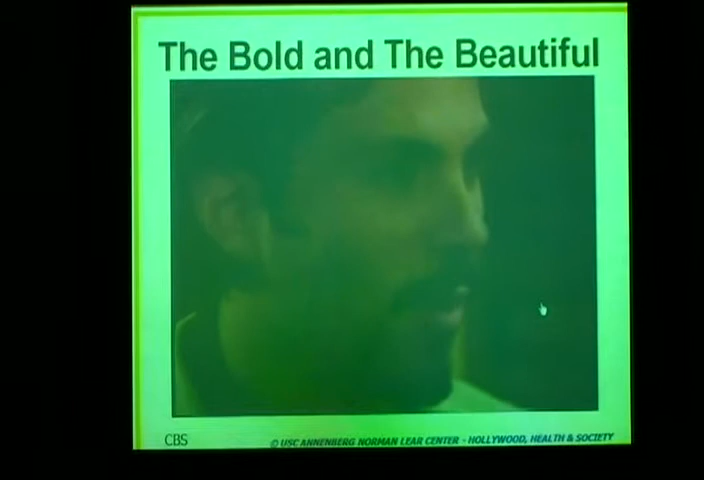 The Bold and The Beautiful
CBS
© USC ANNENBERG NORMAN LEAR CENTER - HOLLYWOOD, HEALTH & SOCIETY